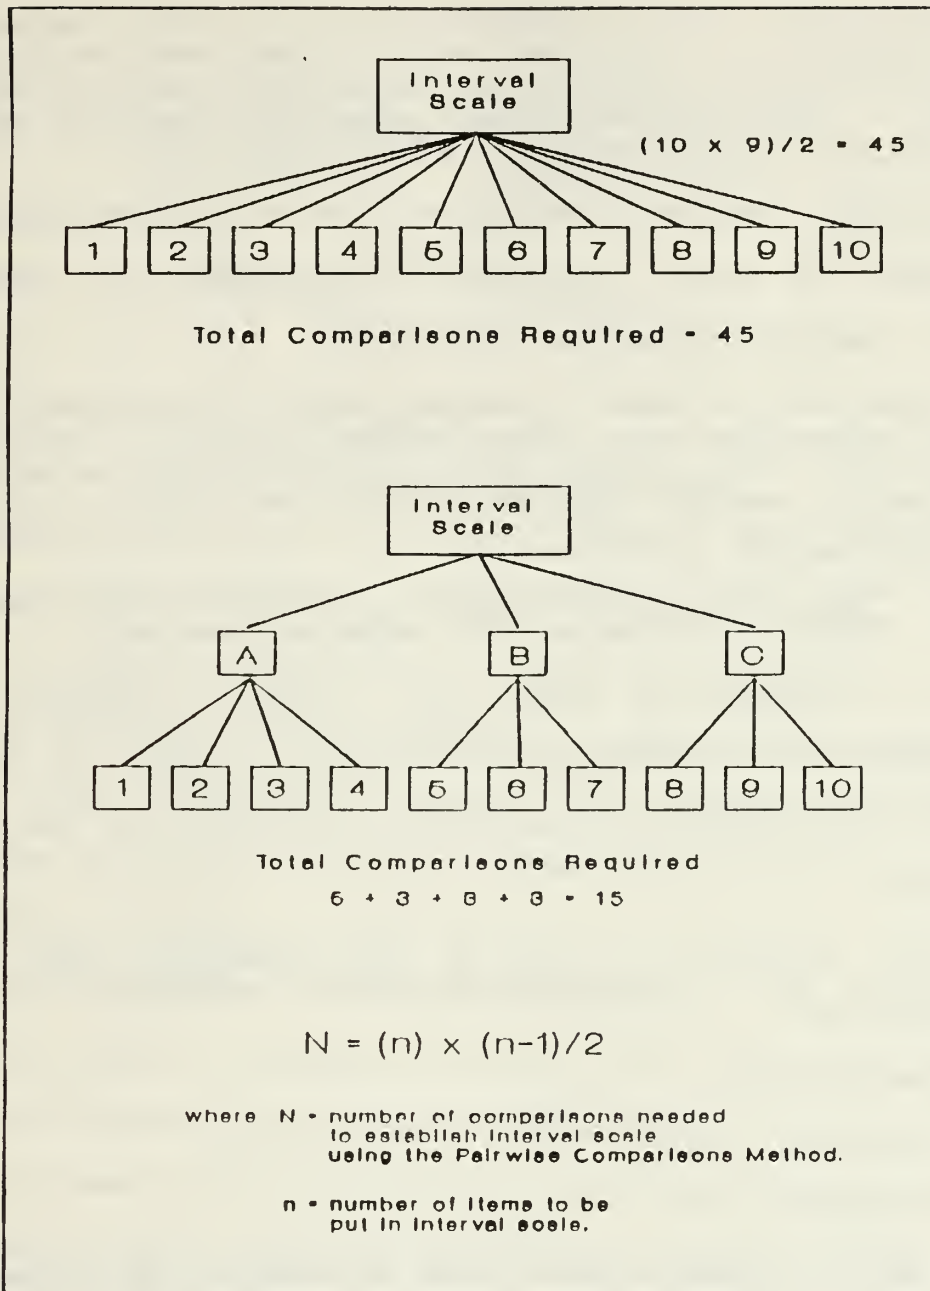 Interval
Scale
(10 x 9)/2 = 45
1 2 3 4 5 6 7 8 9 10
Total Comparisons Required = 45
Interval
Scale
A B C
1 2 3 4 5 6 7 8 9 10
Total Comparisons Required
6 + 3 + 3 + 3 = 15
N = (n) x (n-1)/2
where N = number of comparisons needed
to establish interval scale
using the Pairwise Comparisons Method.
n = number of items to be
put in interval scale.